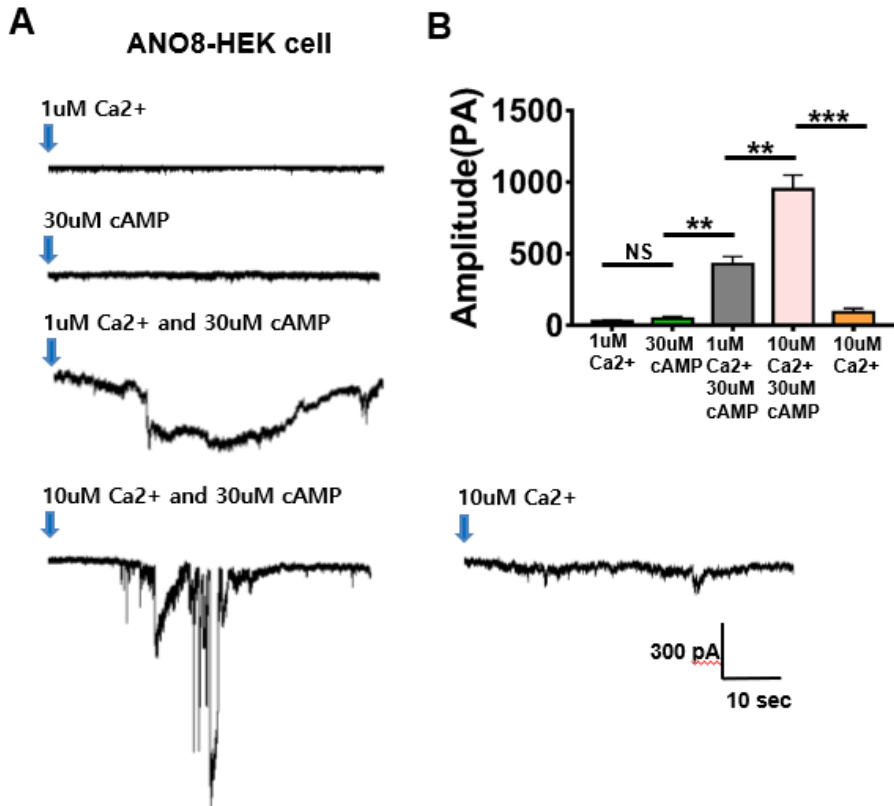 A
ANO8-HEK cell
1uM Ca2+
30uM cAMP
1uM Ca2+ and 30uM cAMP
10uM Ca2+ and 30uM cAMP
B
Amplitude(PA)
1500
1000
500
0
NS
**
**
***
1uM
Ca2+
30uM
cAMP
1uM
Ca2+
30uM
cAMP
10uM
Ca2+
30uM
cAMP
10uM
Ca2+
10uM Ca2+
300 pA
10 sec